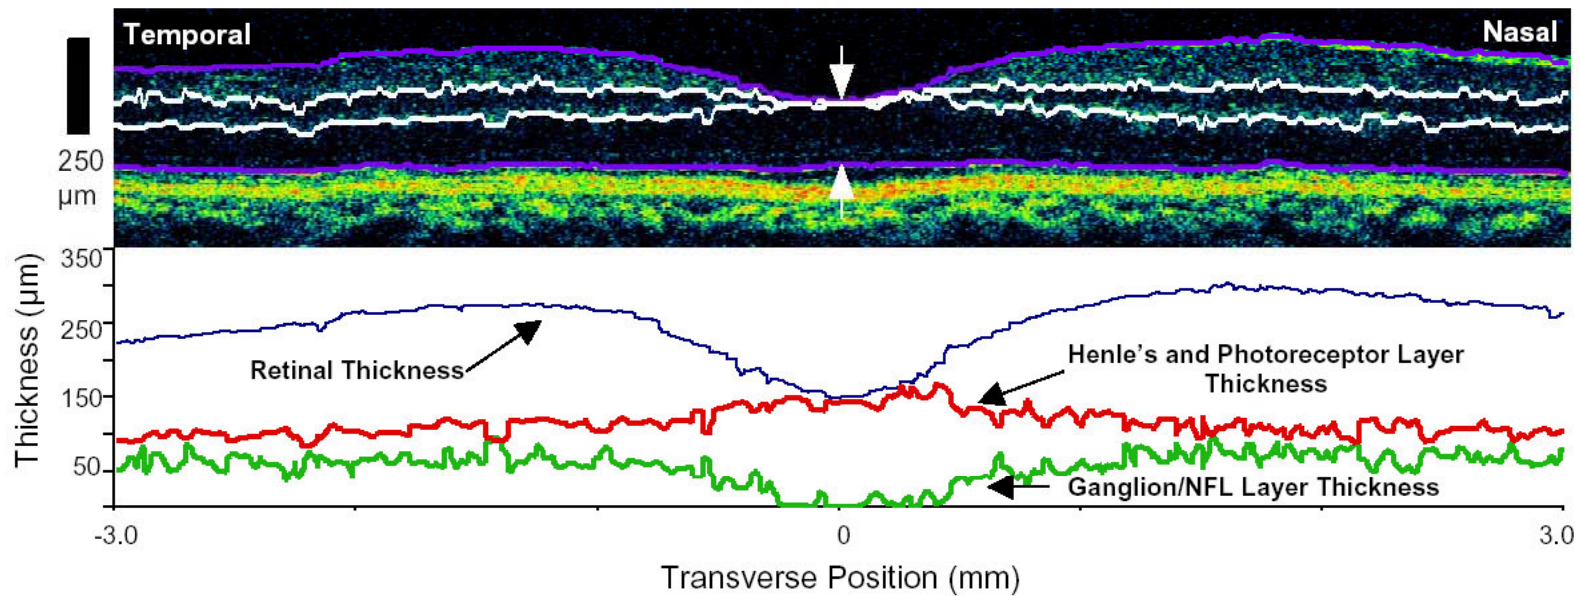 Temporal
Nasal
250
µm
350
250
150
50
Thickness (µm)
Retinal Thickness
Henle's and Photoreceptor Layer
Thickness
Ganglion/NFL Layer Thickness
-3.0
0
3.0
Transverse Position (mm)